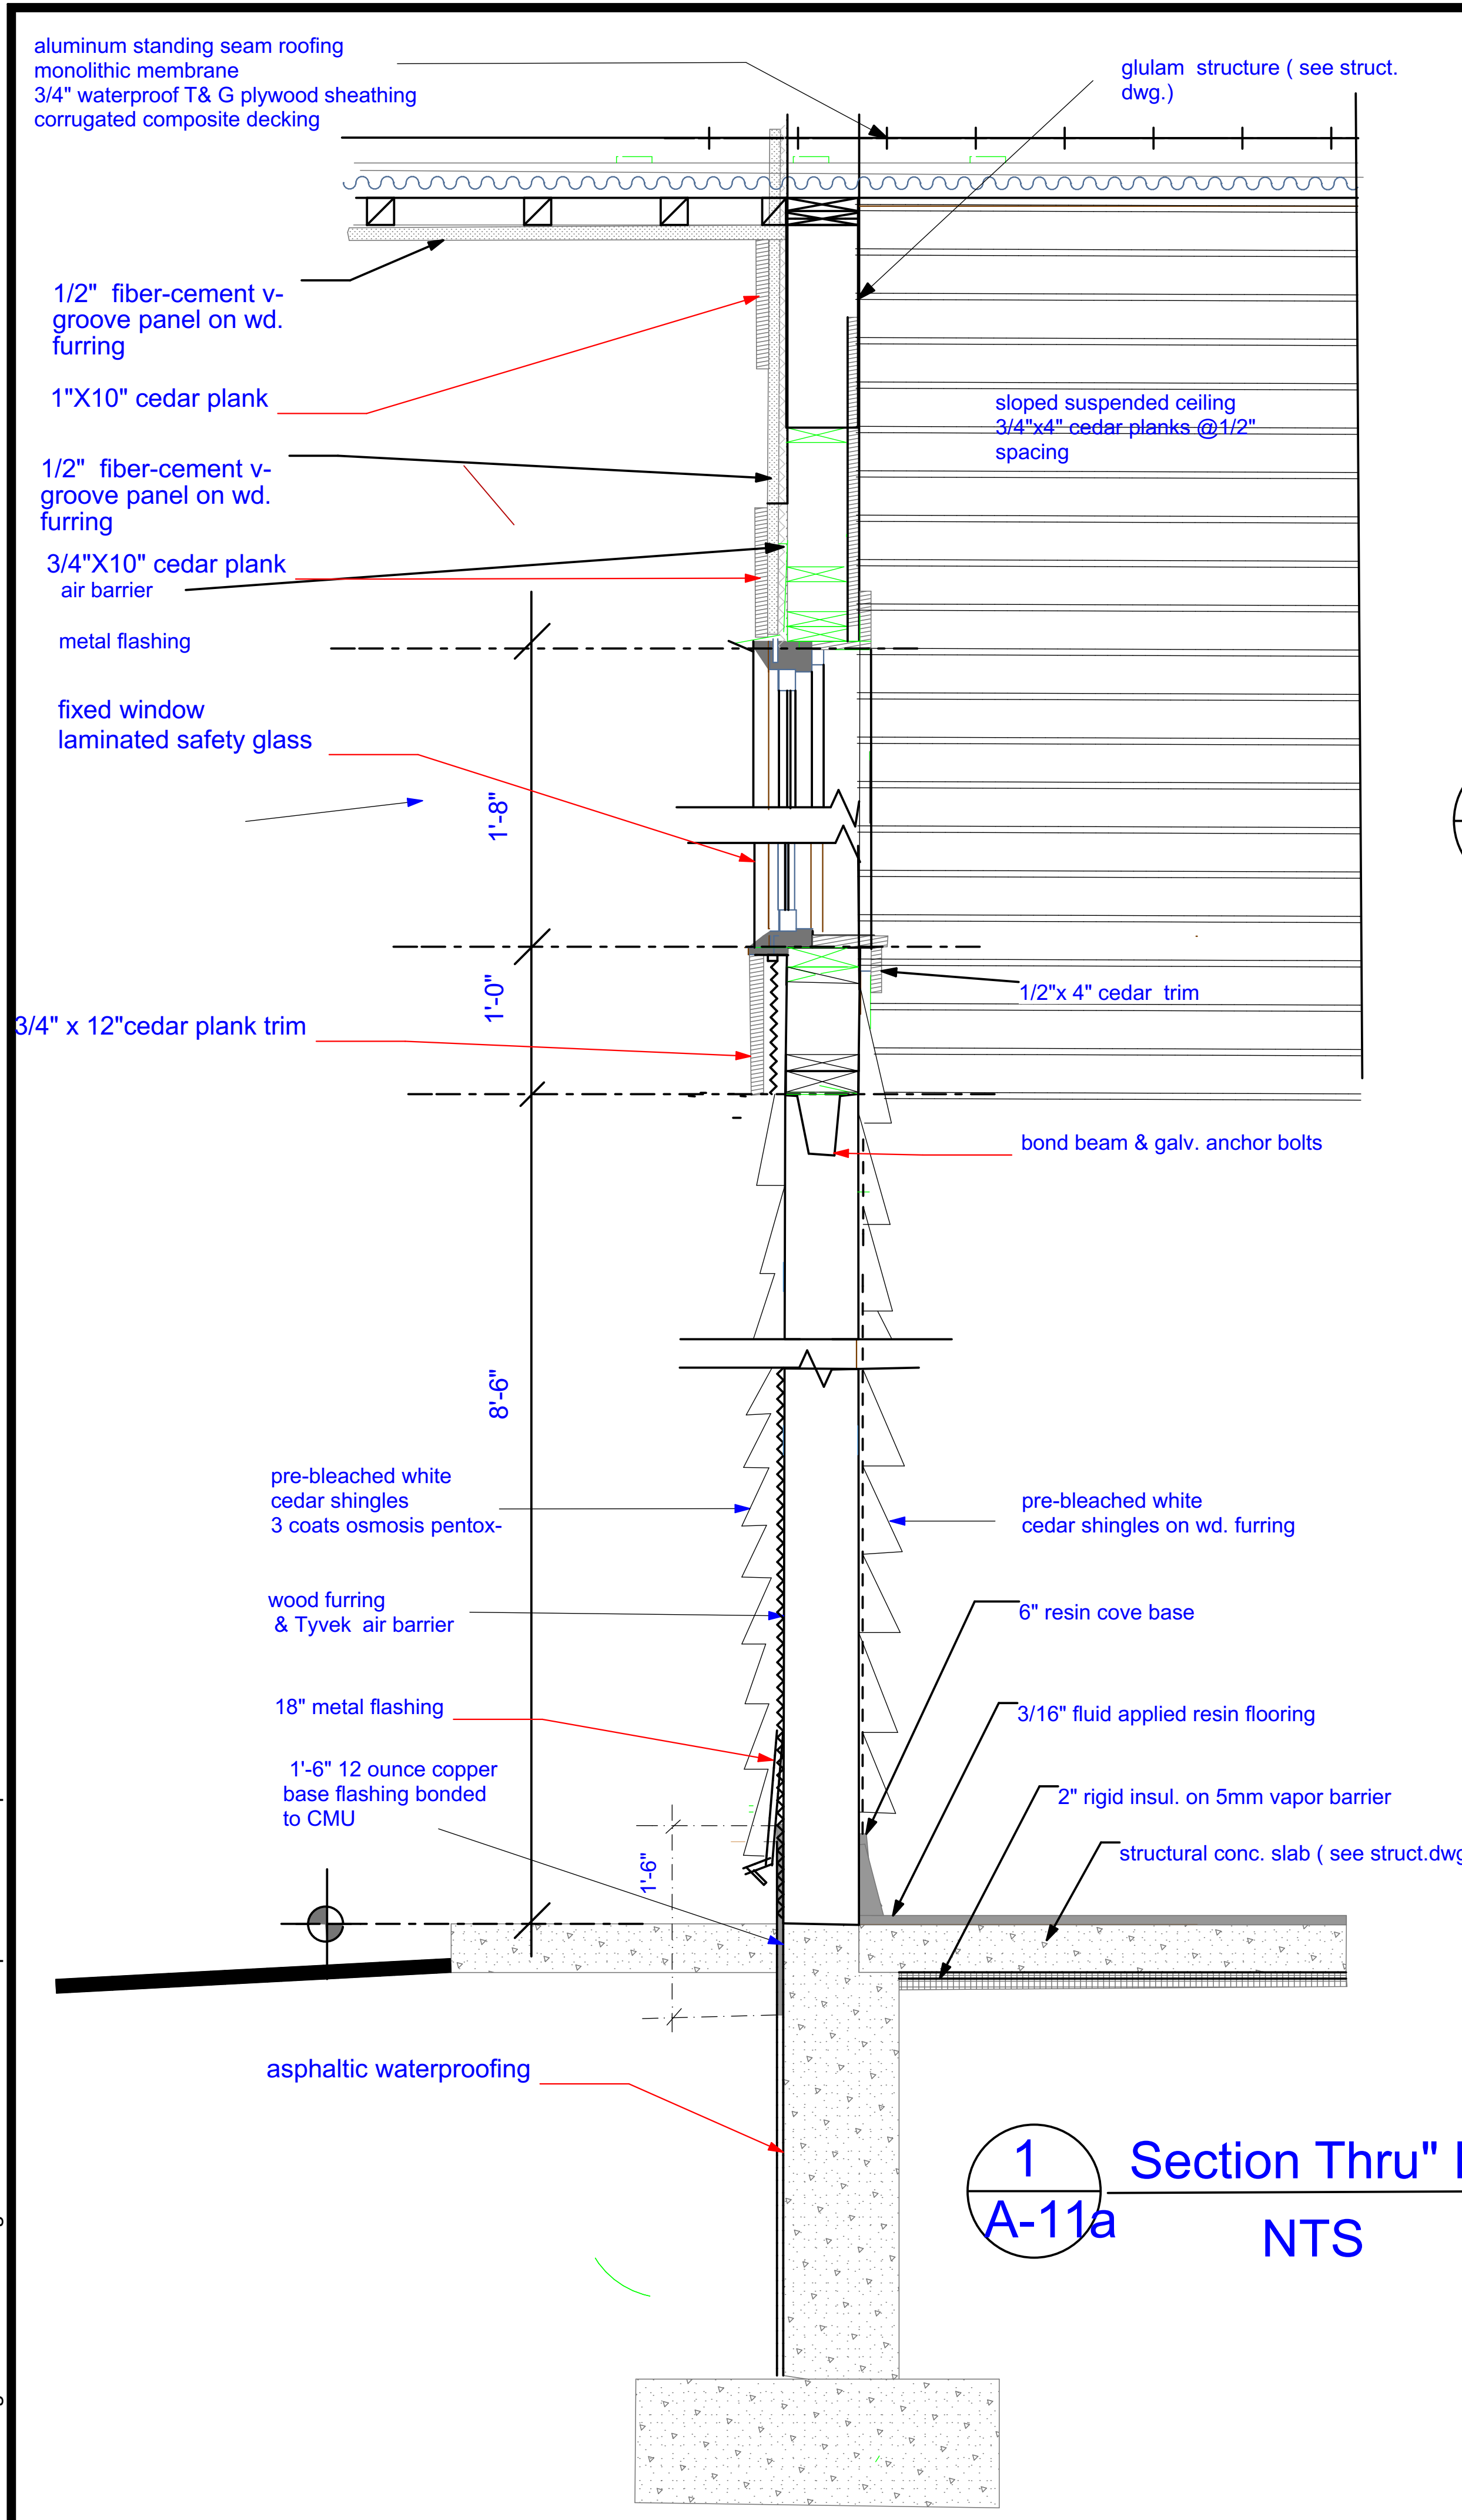 aluminum standing seam roofing
monolithic membrane
3/4" waterproof T& G plywood sheathing
corrugated composite decking
glulam structure ( see struct.
dwg.)
1/2" fiber-cement v-
groove panel on wd.
furring
1"X10" cedar plank
sloped suspended ceiling
3/4"x4" cedar planks @1/2"
spacing
1/2" fiber-cement v-
groove panel on wd.
furring
3/4"X10" cedar plank
air barrier
metal flashing
fixed window
laminated safety glass
1'-8"
1'-0"
1/2"x 4" cedar trim
3/4" x 12"cedar plank trim
bond beam & galv. anchor bolts
8'-6"
pre-bleached white
cedar shingles
3 coats osmosis pentox-
pre-bleached white
cedar shingles on wd. furring
wood furring
& Tyvek air barrier
6" resin cove base
18" metal flashing
3/16" fluid applied resin flooring
1'-6" 12 ounce copper
base flashing bonded
to CMU
2" rigid insul. on 5mm vapor barrier
structural conc. slab ( see struct.dwg
1'-6"
asphaltic waterproofing
1
A-11a
Section Thru"
NTS